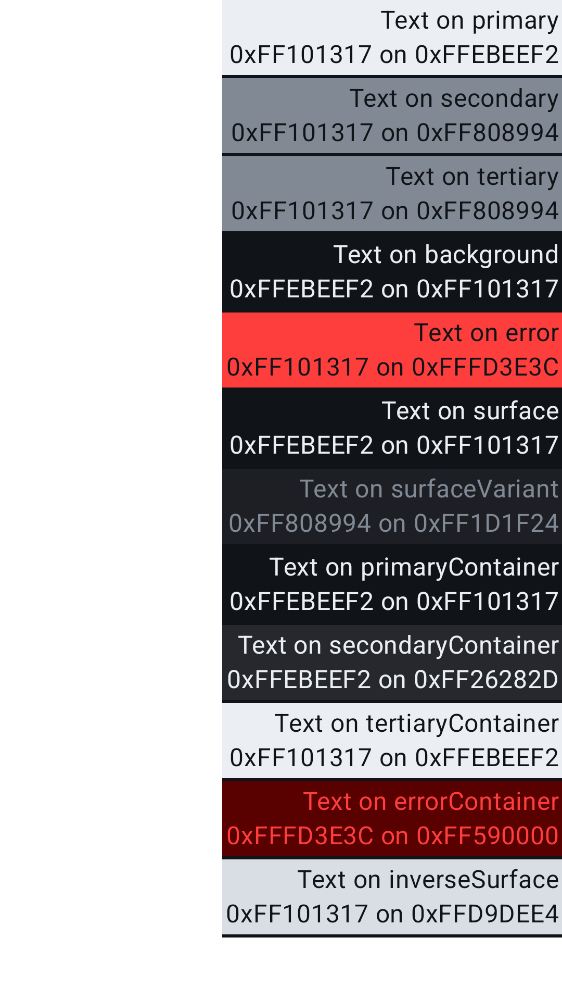 Text on primary
0xFF101317 on 0xFFEBEEF2
Text on secondary
0xFF101317 on 0xFF808994
Text on tertiary
0xFF101317 on 0xFF808994
Text on background
0xFFEBEEF2 on 0xFF101317
Text on error
0xFF101317 on 0xFFFD3E3C
Text on surface
0xFFEBEEF2 on 0xFF101317
Text on surfaceVariant
0xFF808994 on 0xFF1D1F24
Text on primaryContainer
0xFFEBEEF2 on 0xFF101317
Text on secondaryContainer
0xFFEBEEF2 on 0xFF26282D
Text on tertiaryContainer
0xFF101317 on 0xFFEBEEF2
Text on errorContainer
0xFFFD3E3C on 0xFF590000
Text on inverseSurface
0xFF101317 on 0xFFD9DEE4